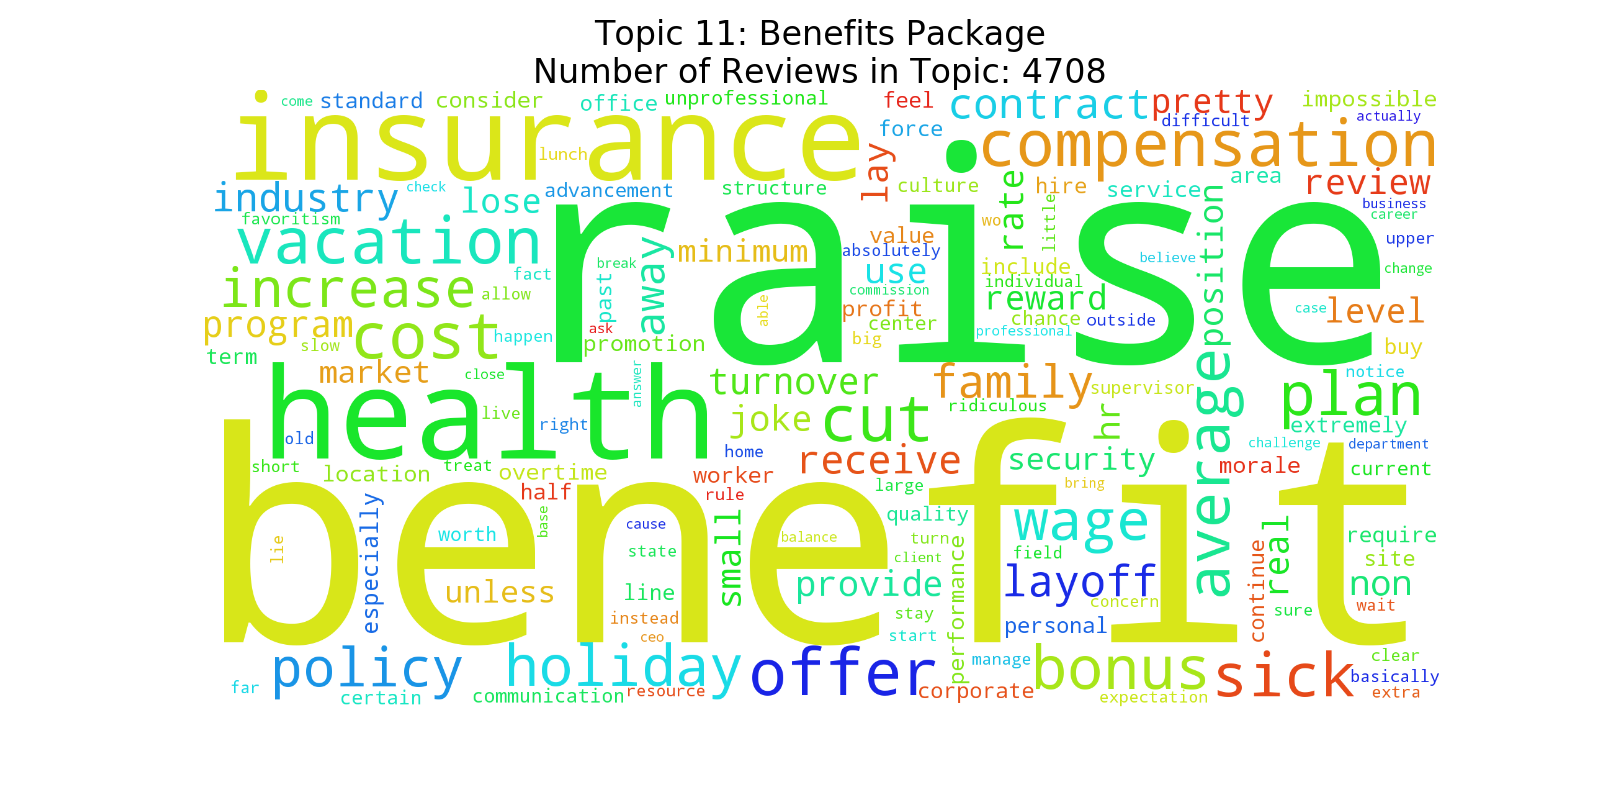 Topic 11: Benefits Package
Number of Reviews in Topic: 4708
come standard consider office unprofessional feel contract pretty impossible
insurance lunch force difficult actually
compensation
industry check lose advancement structure lay culture rate hire service area review
favoritism wo little business career
vacation away minimum value absolutely position upper
raise
fact break use include believe change
increase allow past able commission individual reward case
program slow cost happen ask promotion profit center chance professional outside level
big
term market close answer turnover family supervisor buy notice
health live right joke cut ridiculous hr average plan
old home extremely challenge department
short location treat overtime worker receive security morale current
half rule large bring
benefit
especially worth base cause small quality wage real require
lie state balance turn client performance field continue site
unless line provide layoff non
instead stay concern sure wait
ceo start personal
policy holiday offer manage bonus sick clear
far certain communication resource corporate expectation basically extra